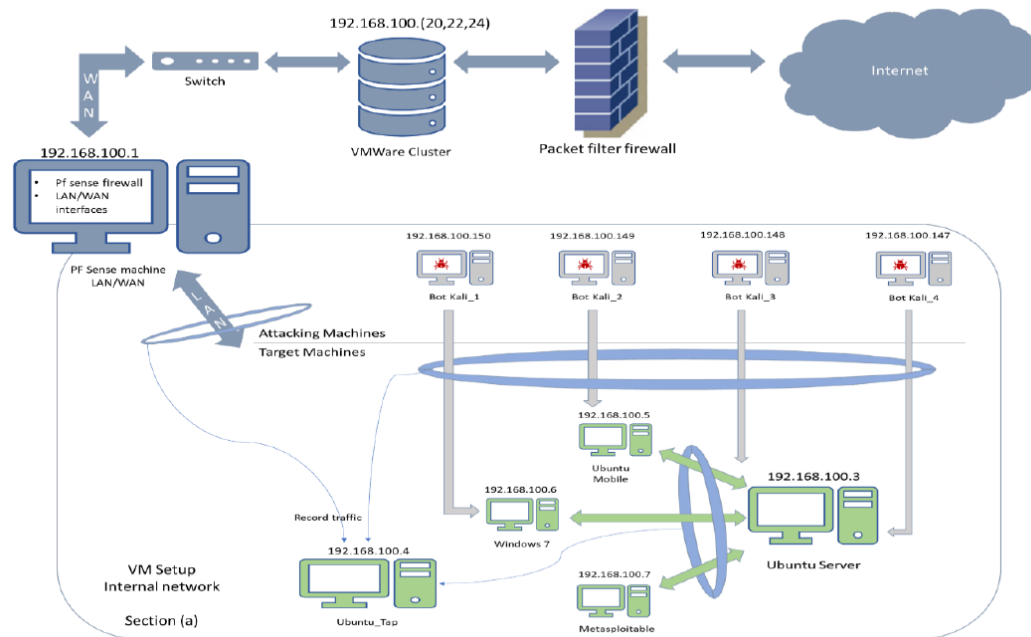 192.168.100.(20,22,24)
Switch
WAN
VMWare Cluster
Packet filter firewall
Internet
192.168.100.1
• Pf sense firewall
• LAN/WAN
interfaces
PF Sense machine
LAN/WAN
LAN
192.168.100.150
192.168.100.149
192.168.100.148
192.168.100.147
Bot Kali_1
Bot Kali_2
Bot Kali_3
Bot Kali_4
Attacking Machines
Target Machines
192.168.100.5
Ubuntu
Mobile
192.168.100.3
Ubuntu Server
192.168.100.6
Windows 7
Record traffic
192.168.100.4
Ubuntu_Tap
192.168.100.7
Metasploitable
VM Setup
Internal network
Section (a)